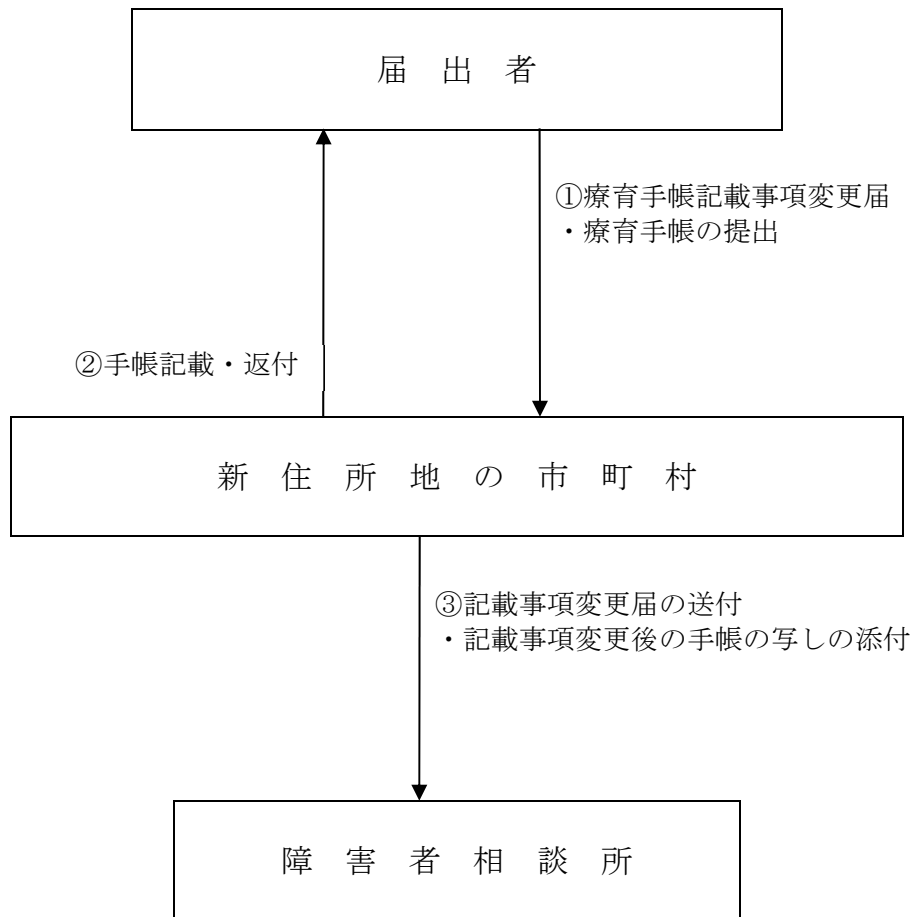 届出者
①療育手帳記載事項変更届
・療育手帳の提出
②手帳記載・返付
新住所地の市町村
③記載事項変更届の送付
・記載事項変更後の手帳の写しの添付
障害者相談所